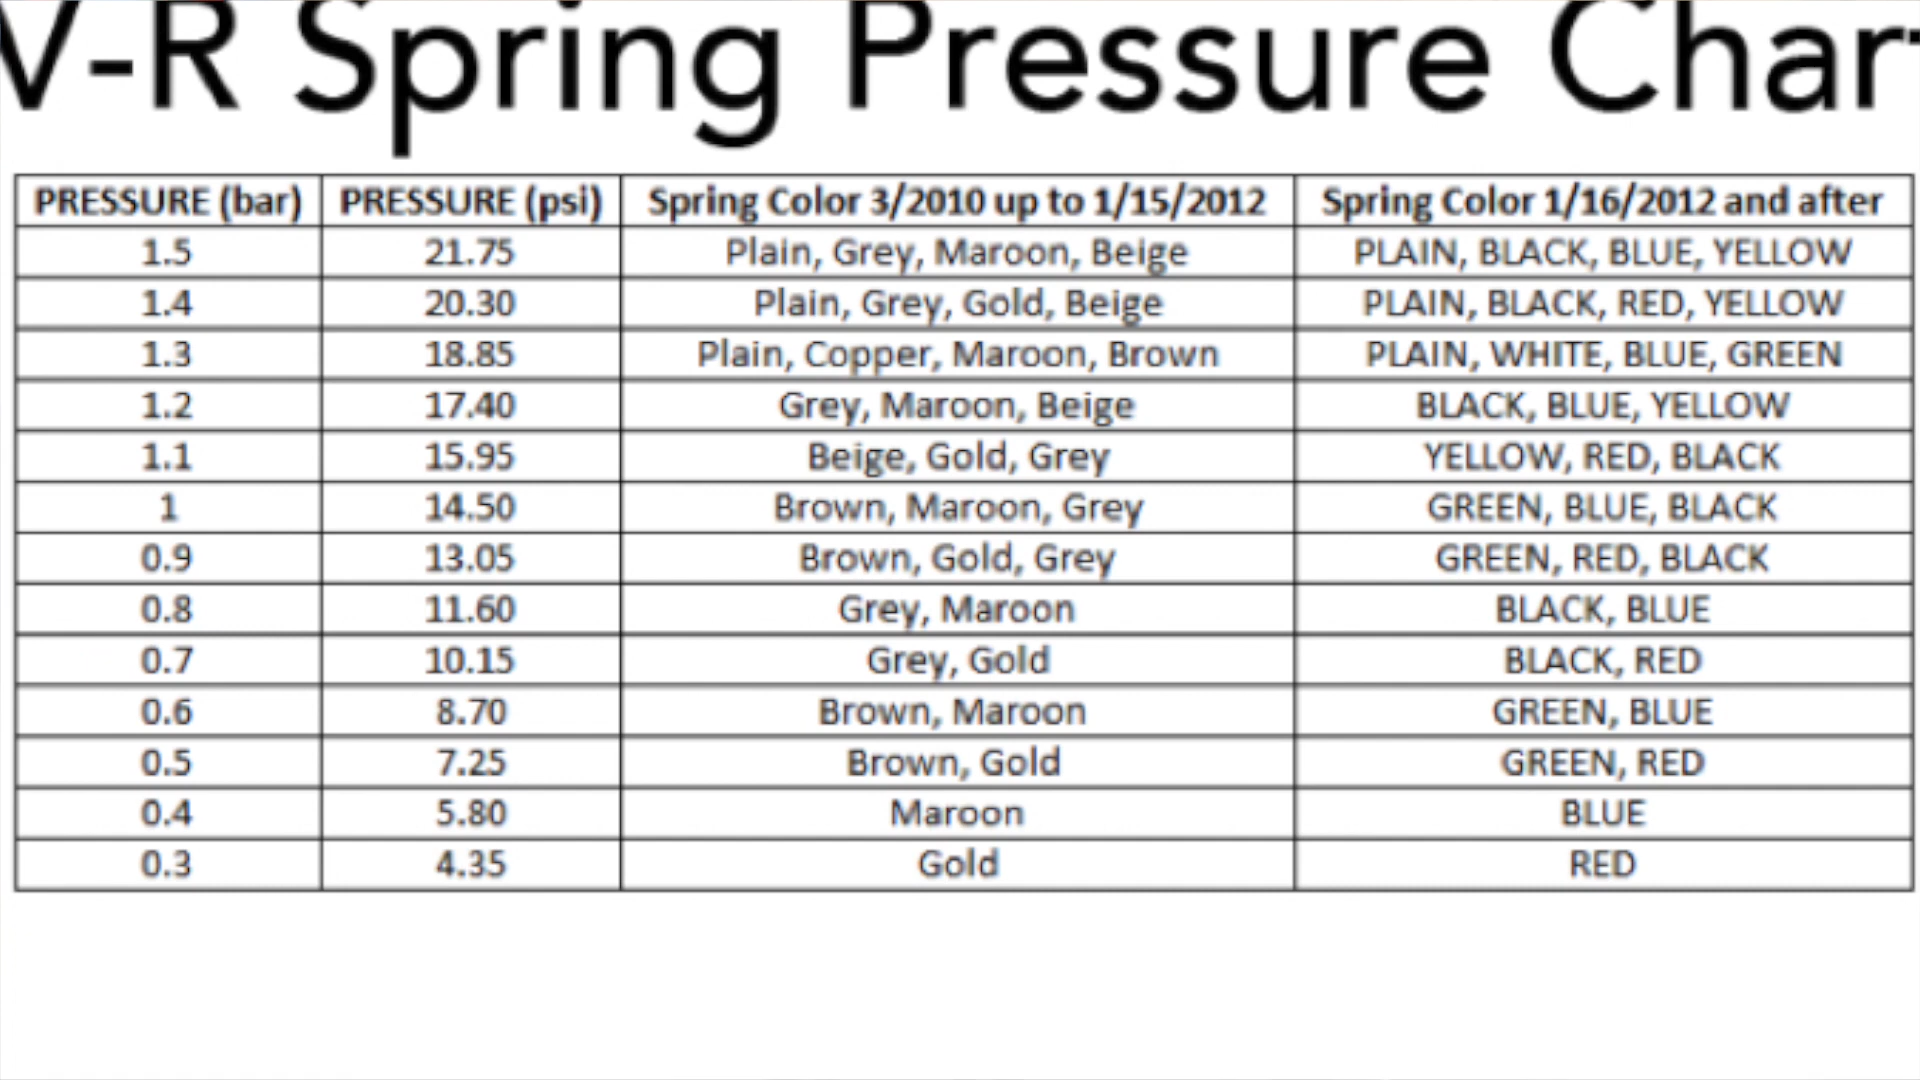 V-R Spring Pressure Chart
PRESSURE (bar) PRESSURE (psi) Spring Color 3/2010 up to 1/15/2012 Spring Color 1/16/2012 and after
1.5 21.75 Plain, Grey, Maroon, Beige PLAIN, BLACK, BLUE, YELLOW
1.4 20.30 Plain, Grey, Gold, Beige PLAIN, BLACK, RED, YELLOW
1.3 18.85 Plain, Copper, Maroon, Brown PLAIN, WHITE, BLUE, GREEN
1.2 17.40 Grey, Maroon, Beige BLACK, BLUE, YELLOW
1.1 15.95 Beige, Gold, Grey YELLOW, RED, BLACK
1 14.50 Brown, Maroon, Grey GREEN, BLUE, BLACK
0.9 13.05 Brown, Gold, Grey GREEN, RED, BLACK
0.8 11.60 Grey, Maroon BLACK, BLUE
0.7 10.15 Grey, Gold BLACK, RED
0.6 8.70 Brown, Maroon GREEN, BLUE
0.5 7.25 Brown, Gold GREEN, RED
0.4 5.80 Maroon BLUE
0.3 4.35 Gold RED